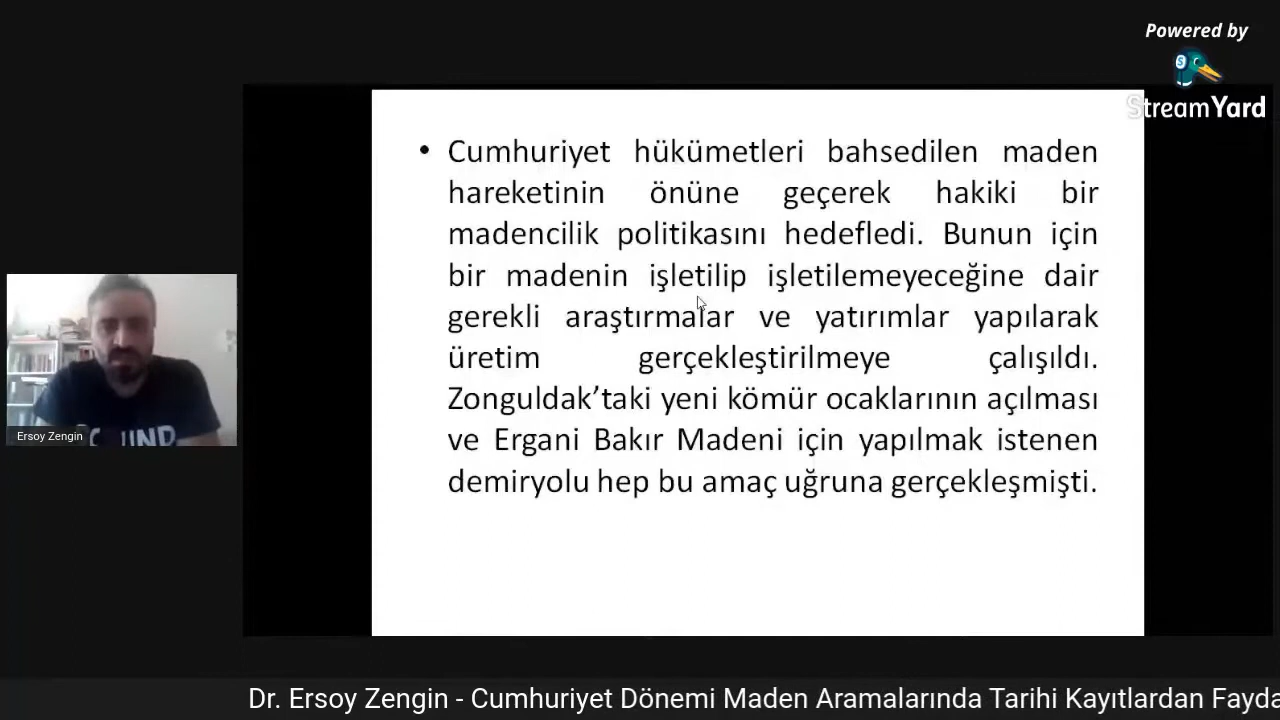 Powered by
StreamYard
• Cumhuriyet hükümetleri bahsedilen maden
hareketinin önüne geçerek hakiki bir
madencilik politikasını hedefledi. Bunun için
bir madenin işletilip işletilemeyeceğine dair
gerekli araştırmalar ve yatırımlar yapılarak
üretim gerçekleştirilmeye çalışıldı.
Zonguldak’taki yeni kömür ocaklarının açılması
ve Ergani Bakır Madeni için yapılmak istenen
demiryolu hep bu amaç uğruna gerçekleşmişti.
Ersoy Zengin
Dr. Ersoy Zengin - Cumhuriyet Dönemi Maden Aramalarında Tarihi Kayıtlardan